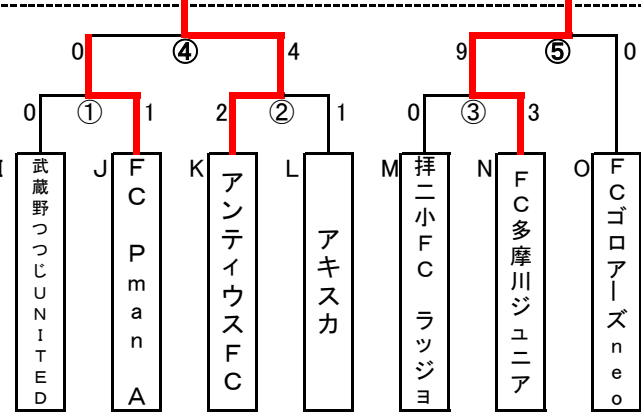 0 ④ 4 9 ⑤ 0
0 ① 1 2 ② 1 0 ③ 3
I 武蔵野つつじUNITED
J FC Pman A
K アンティウスFC
L アキスカ
M 拝二小FC ラッジョ
N FC多摩川ジュニア
O FCゴロアーズneo